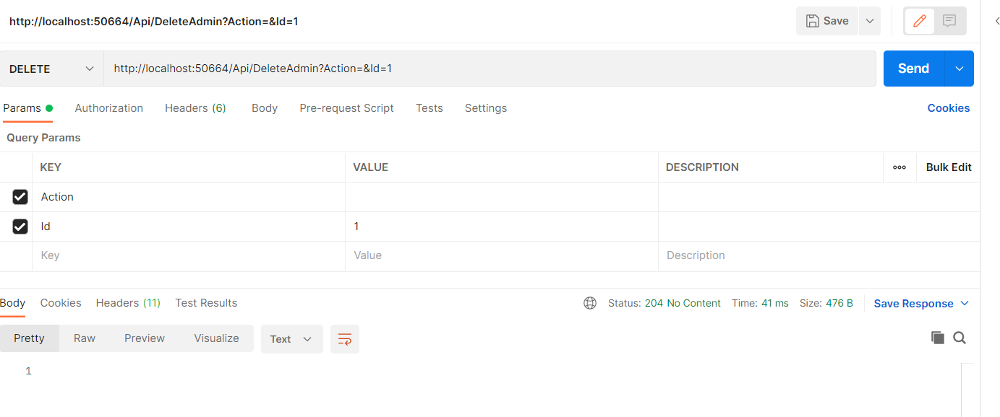 http://localhost:50664/Api/DeleteAdmin?Action=&Id=1
Save
DELETE
http://localhost:50664/Api/DeleteAdmin?Action=&Id=1
Send
Params Authorization Headers (6) Body Pre-request Script Tests Settings Cookies
Query Params
KEY VALUE DESCRIPTION Bulk Edit
Action
Id 1
Key Value Description
Body Cookies Headers (11) Test Results Status: 204 No Content Time: 41 ms Size: 476 B Save Response
Pretty Raw Preview Visualize Text
1